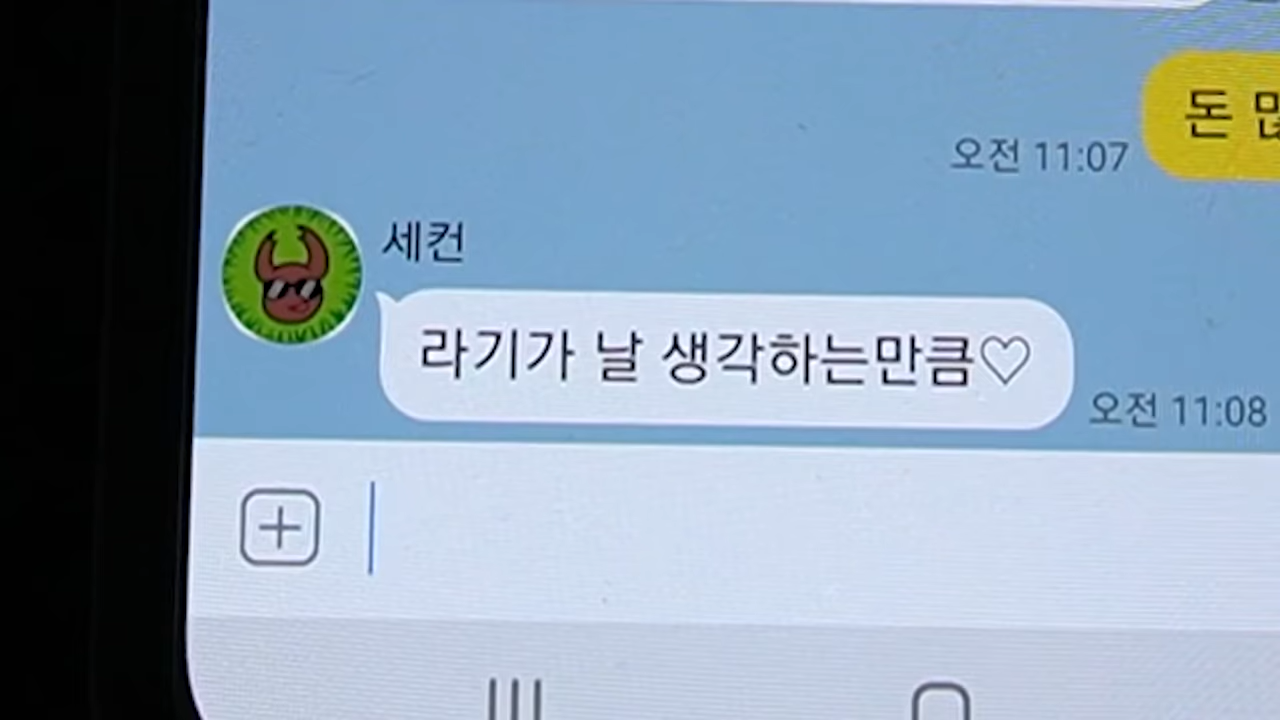 돈
오전 11:07
세컨
라기가 날 생각하는만큼♡
오전 11:08